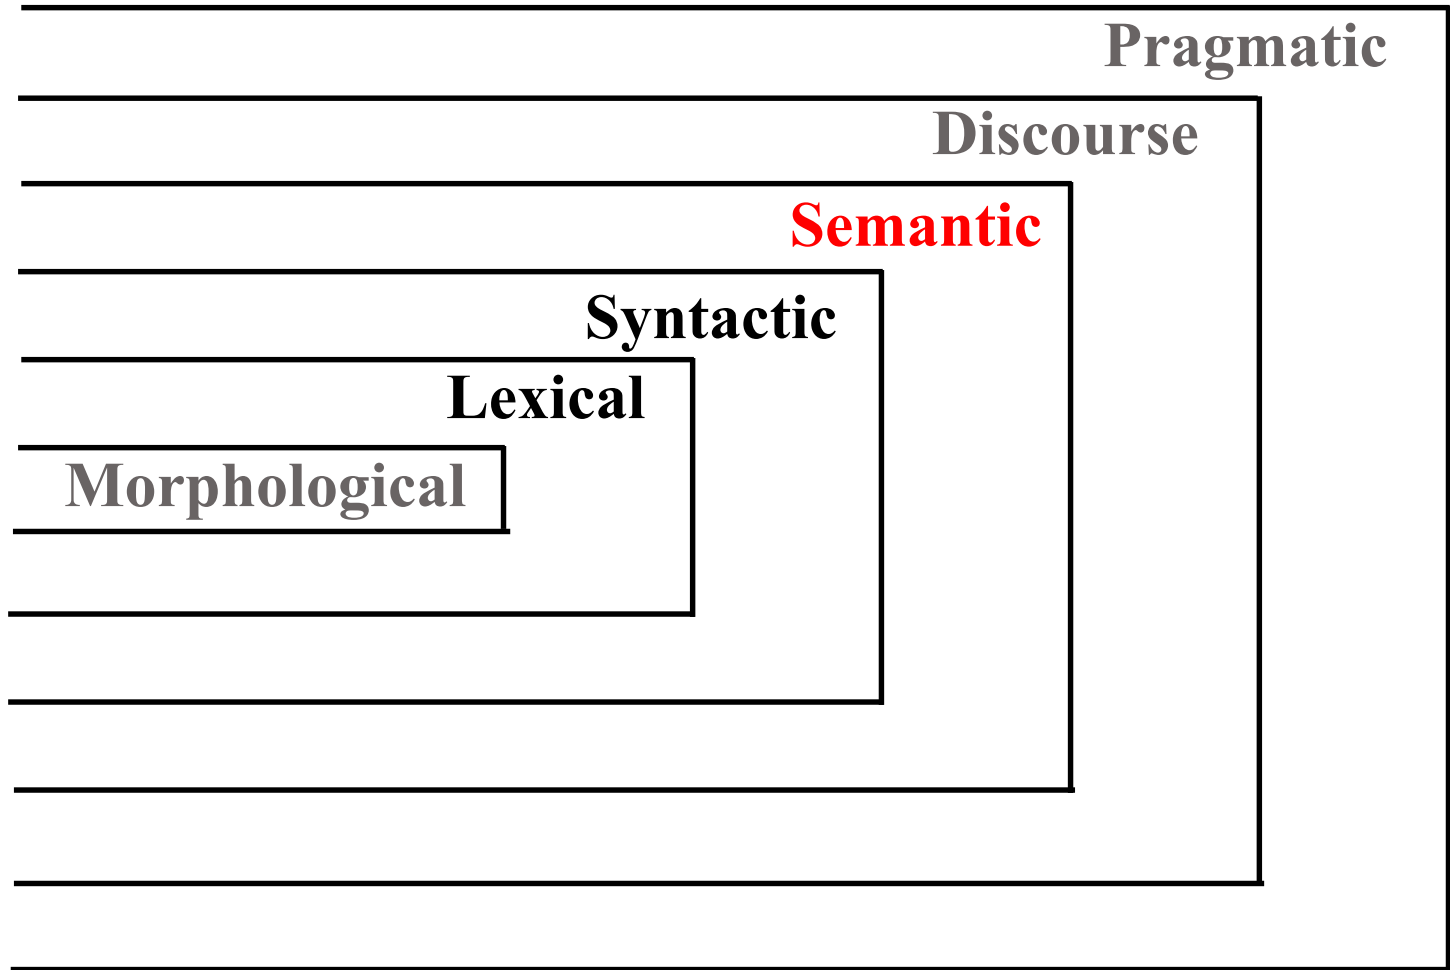 Pragmatic
Discourse
Semantic
Syntactic
Lexical
Morphological